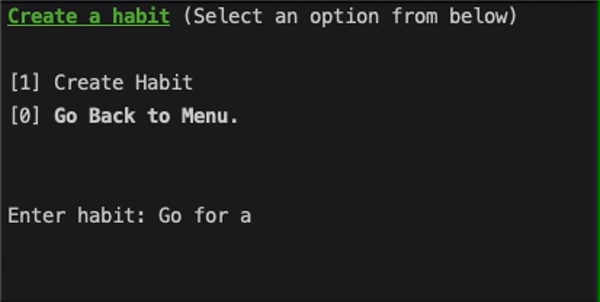 Create a habit (Select an option from below)
[1] Create Habit
[0] Go Back to Menu.
Enter habit: Go for a